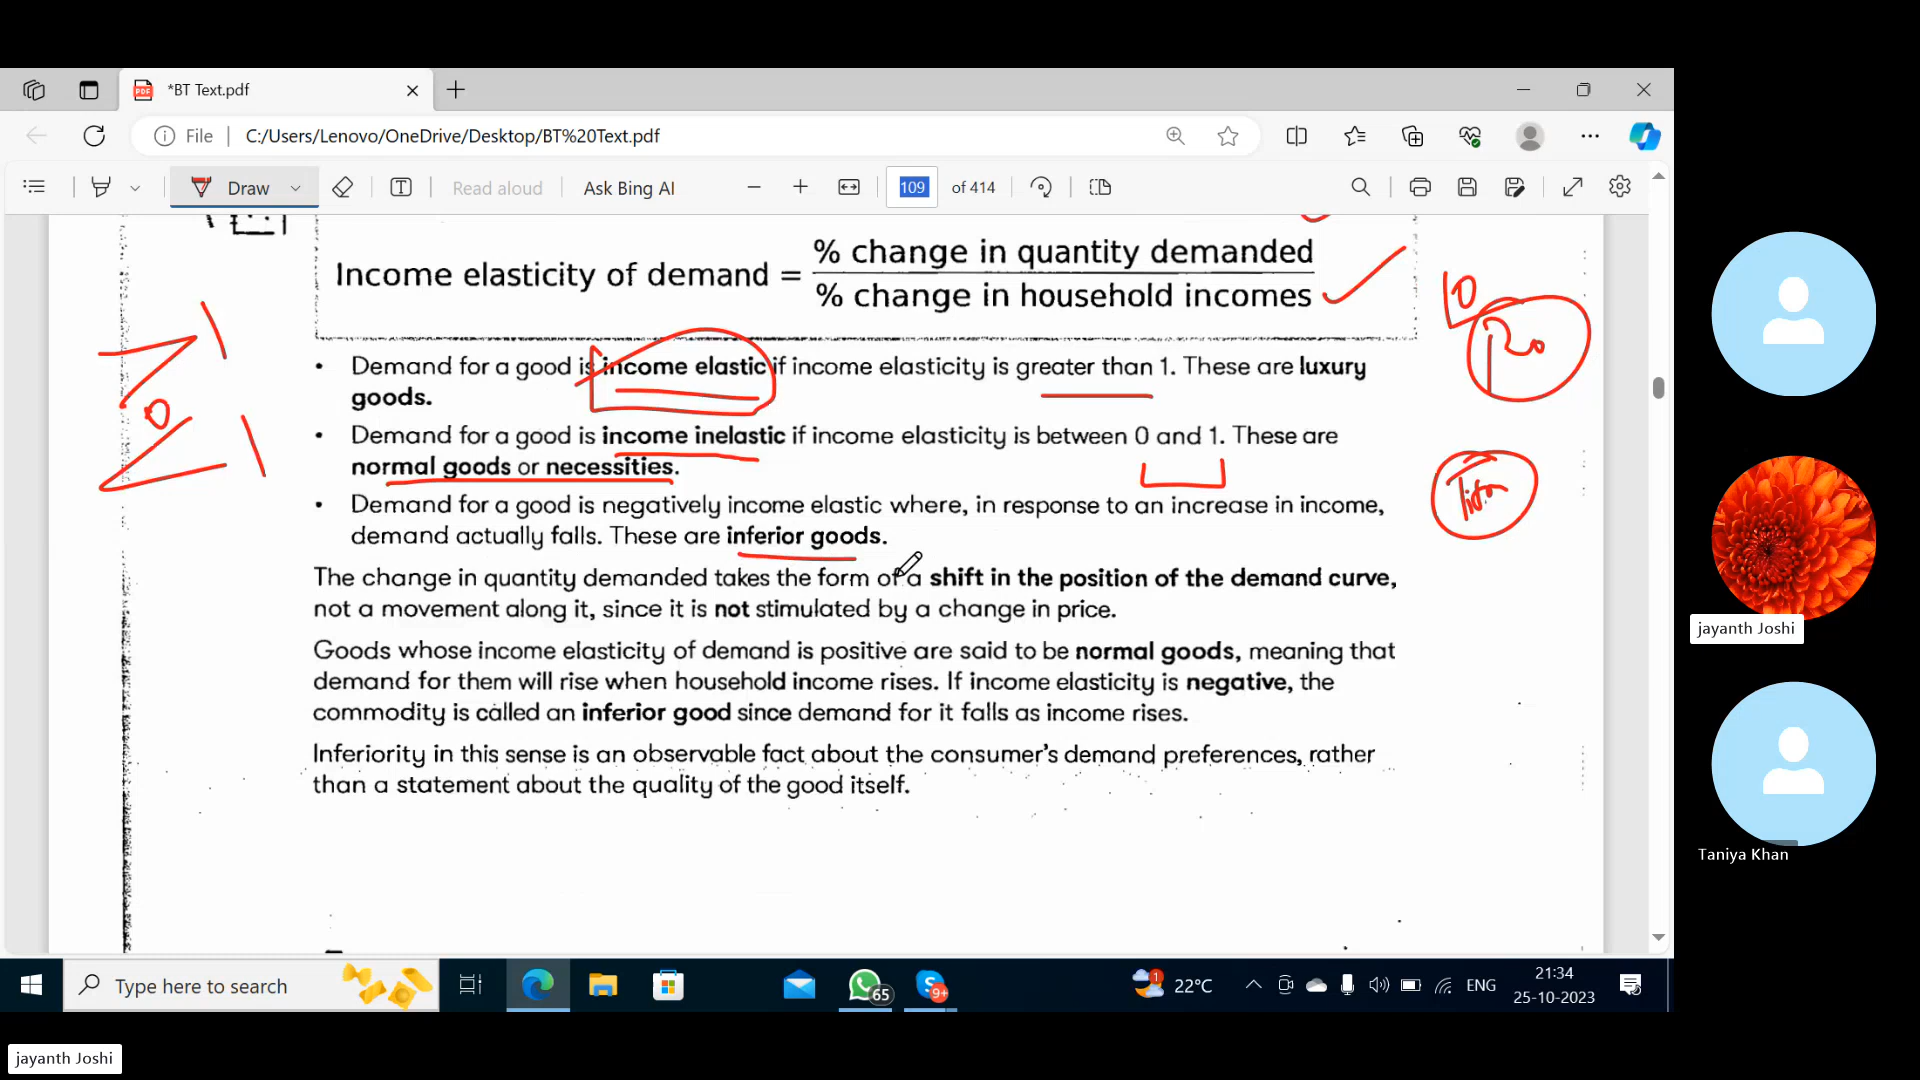 *BT Text.pdf
File
C:/Users/Lenovo/OneDrive/Desktop/BT%20Text.pdf
Draw
Read aloud
Ask Bing AI
109 of 414
Income elasticity of demand = % change in quantity demanded
% change in household incomes
10
• Demand for a good is income elastic if income elasticity is greater than 1. These are luxury
goods.
• Demand for a good is income inelastic if income elasticity is between 0 and 1. These are
normal goods or necessities.
• Demand for a good is negatively income elastic where, in response to an increase in income,
demand actually falls. These are inferior goods.
The change in quantity demanded takes the form of a shift in the position of the demand curve,
not a movement along it, since it is not stimulated by a change in price.
Goods whose income elasticity of demand is positive are said to be normal goods, meaning that
demand for them will rise when household income rises. If income elasticity is negative, the
commodity is called an inferior good since demand for it falls as income rises.
Inferiority in this sense is an observable fact about the consumer's demand preferences, rather
than a statement about the quality of the good itself.
>1
0
<1
jayanth Joshi
Taniya Khan
Type here to search
65
9+
1
22°C
ENG
21:34
25-10-2023
jayanth Joshi